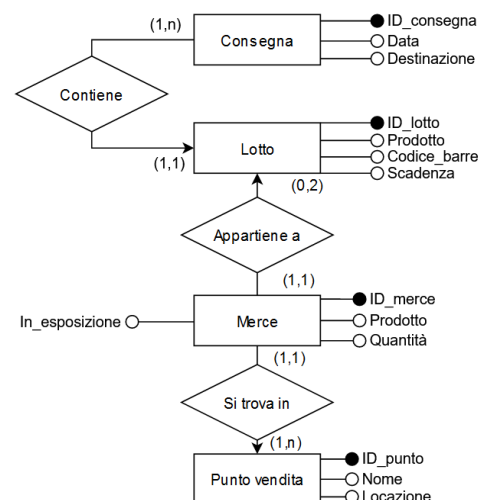 (1,n)
Consegna
ID_consegna
Data
Destinazione
Contiene
(1,1)
Lotto
ID_lotto
Prodotto
Codice_barre
Scadenza
(0,2)
Appartiene a
(1,1)
In_esposizione
Merce
ID_merce
Prodotto
Quantità
(1,1)
Si trova in
(1,n)
Punto vendita
ID_punto
Nome
Locazione